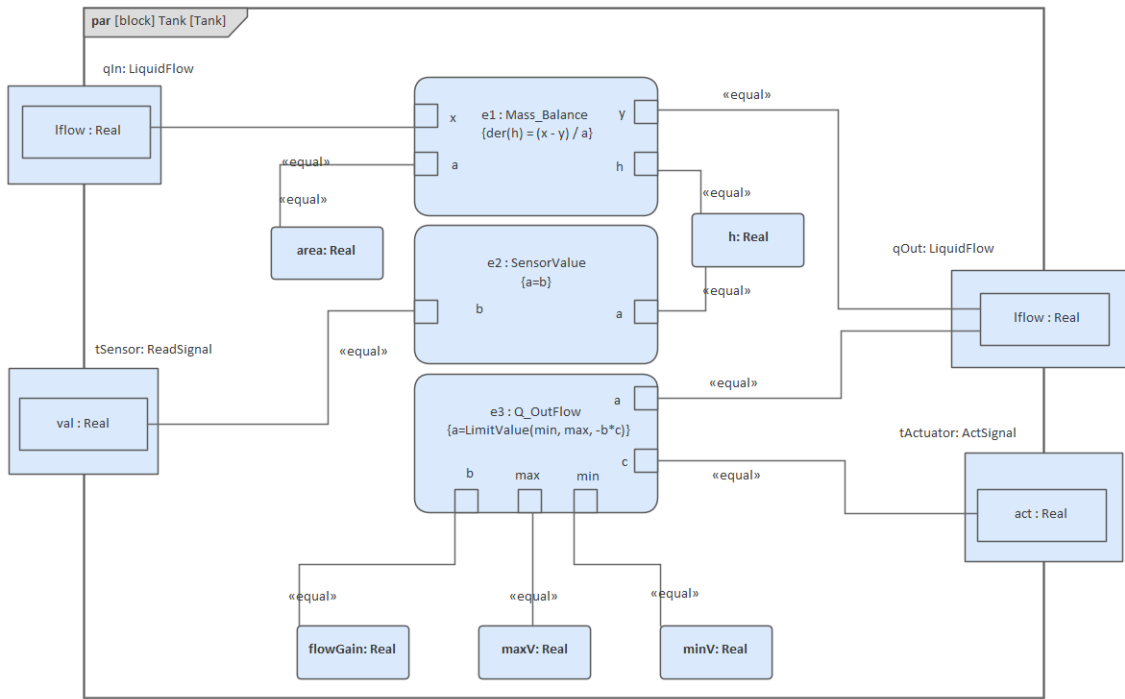 par [block] Tank [Tank]
qIn: LiquidFlow
lflow : Real
x
e1 : Mass_Balance
{der(h) = (x - y) / a}
y
«equal»
«equal»
a
h
«equal»
«equal»
area: Real
h: Real
e2 : SensorValue
{a=b}
qOut: LiquidFlow
«equal»
b
a
lflow : Real
tSensor: ReadSignal
«equal»
val : Real
e3 : Q_OutFlow
{a=LimitValue(min, max, -b*c)}
a
«equal»
c
tActuator: ActSignal
«equal»
b
max
min
act : Real
«equal»
«equal»
«equal»
flowGain: Real
maxV: Real
minV: Real